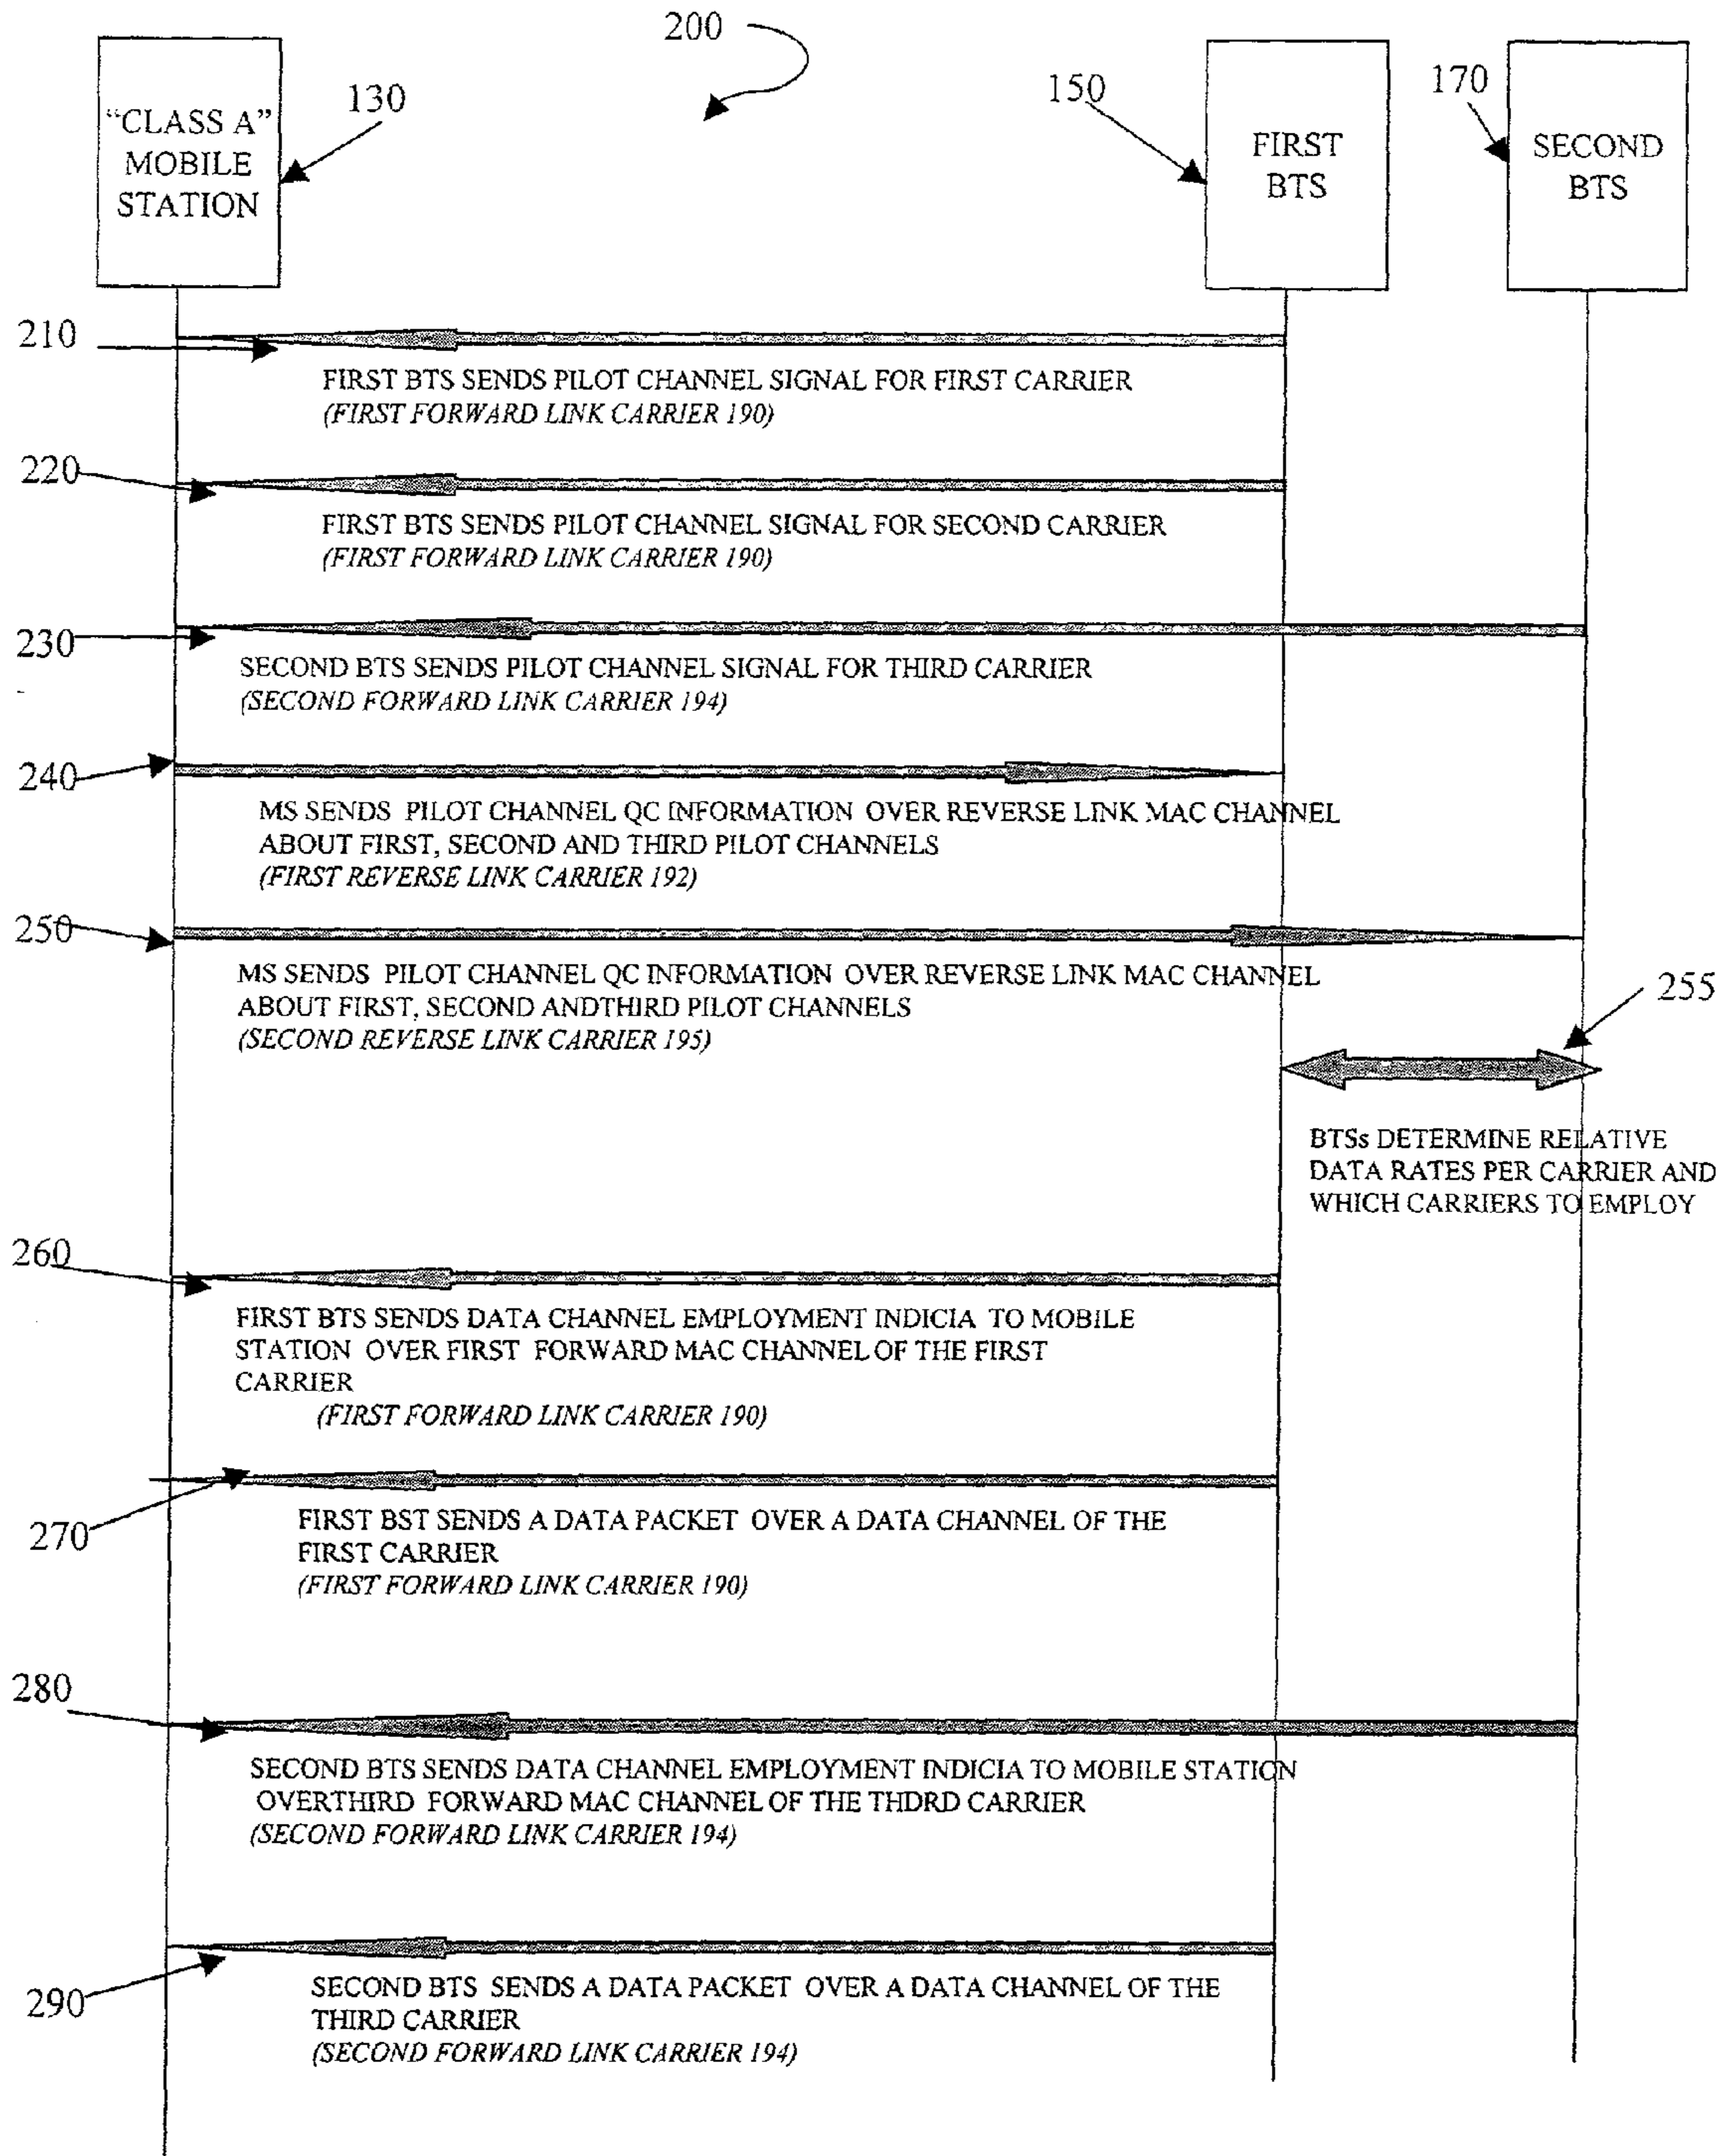 200
"CLASS A"
MOBILE
STATION
130
150
FIRST
BTS
170
SECOND
BTS
210
FIRST BTS SENDS PILOT CHANNEL SIGNAL FOR FIRST CARRIER
(FIRST FORWARD LINK CARRIER 190)
220
FIRST BTS SENDS PILOT CHANNEL SIGNAL FOR SECOND CARRIER
(FIRST FORWARD LINK CARRIER 190)
230
SECOND BTS SENDS PILOT CHANNEL SIGNAL FOR THIRD CARRIER
(SECOND FORWARD LINK CARRIER 194)
240
MS SENDS PILOT CHANNEL QC INFORMATION OVER REVERSE LINK MAC CHANNEL
ABOUT FIRST, SECOND AND THIRD PILOT CHANNELS
(FIRST REVERSE LINK CARRIER 192)
250
MS SENDS PILOT CHANNEL QC INFORMATION OVER REVERSE LINK MAC CHANNEL
ABOUT FIRST, SECOND ANDTHIRD PILOT CHANNELS
(SECOND REVERSE LINK CARRIER 195)
255
BTSs DETERMINE RELATIVE
DATA RATES PER CARRIER AND
WHICH CARRIERS TO EMPLOY
260
FIRST BTS SENDS DATA CHANNEL EMPLOYMENT INDICIA TO MOBILE
STATION OVER FIRST FORWARD MAC CHANNEL OF THE FIRST
CARRIER
(FIRST FORWARD LINK CARRIER 190)
270
FIRST BST SENDS A DATA PACKET OVER A DATA CHANNEL OF THE
FIRST CARRIER
(FIRST FORWARD LINK CARRIER 190)
280
SECOND BTS SENDS DATA CHANNEL EMPLOYMENT INDICIA TO MOBILE STATION
OVERTHIRD FORWARD MAC CHANNEL OF THE THDRD CARRIER
(SECOND FORWARD LINK CARRIER 194)
290
SECOND BTS SENDS A DATA PACKET OVER A DATA CHANNEL OF THE
THIRD CARRIER
(SECOND FORWARD LINK CARRIER 194)